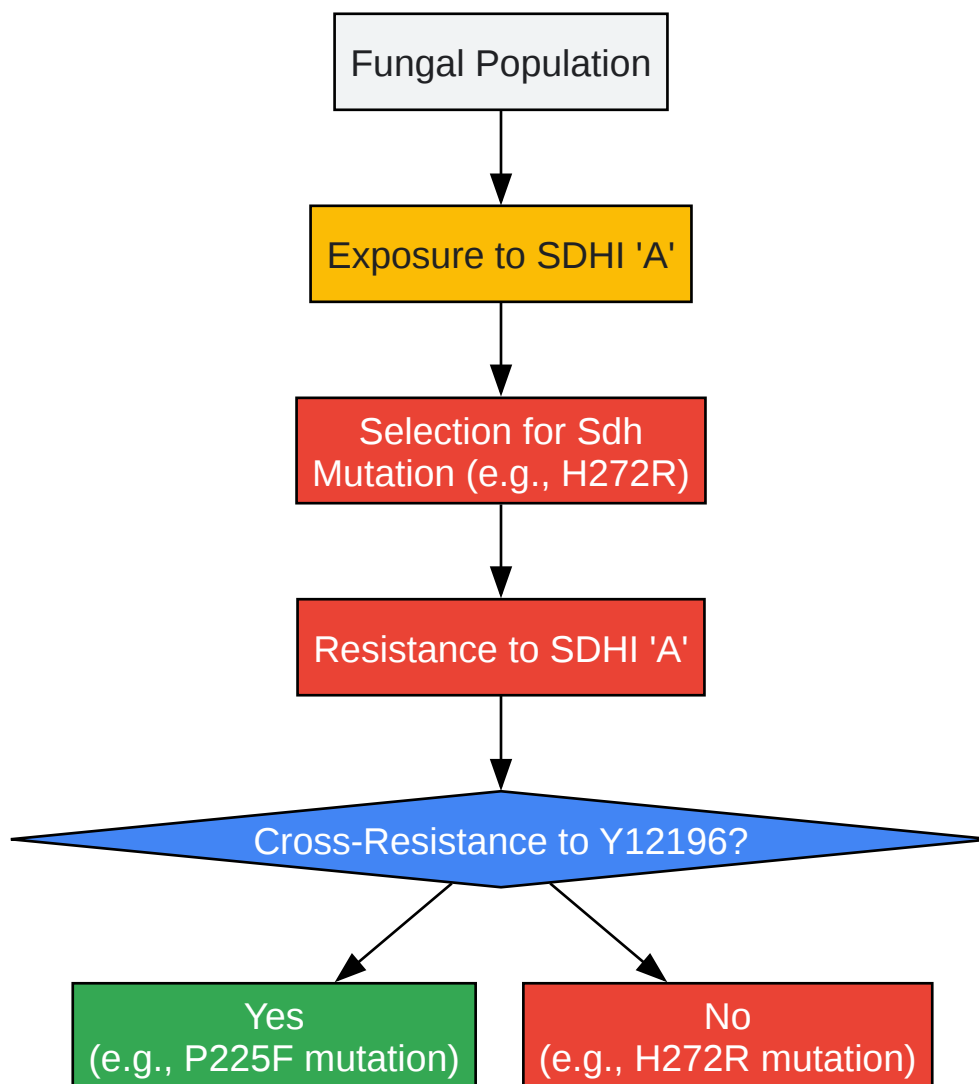 Fungal Population
Exposure to SDHI 'A'
Selection for Sdh
Mutation (e.g., H272R)
Resistance to SDHI 'A'
Cross-Resistance to Y12196?
Yes
(e.g., P225F mutation)
No
(e.g., H272R mutation)